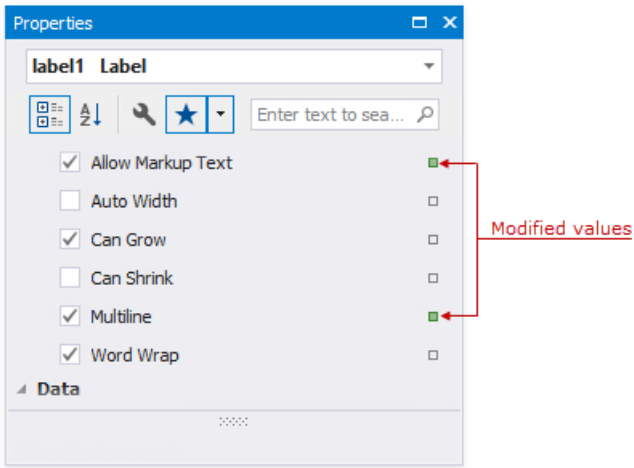 Properties
label1 Label
Enter text to sea...
Allow Markup Text
Auto Width
Can Grow
Modified values
Can Shrink
Multiline
Word Wrap
Data